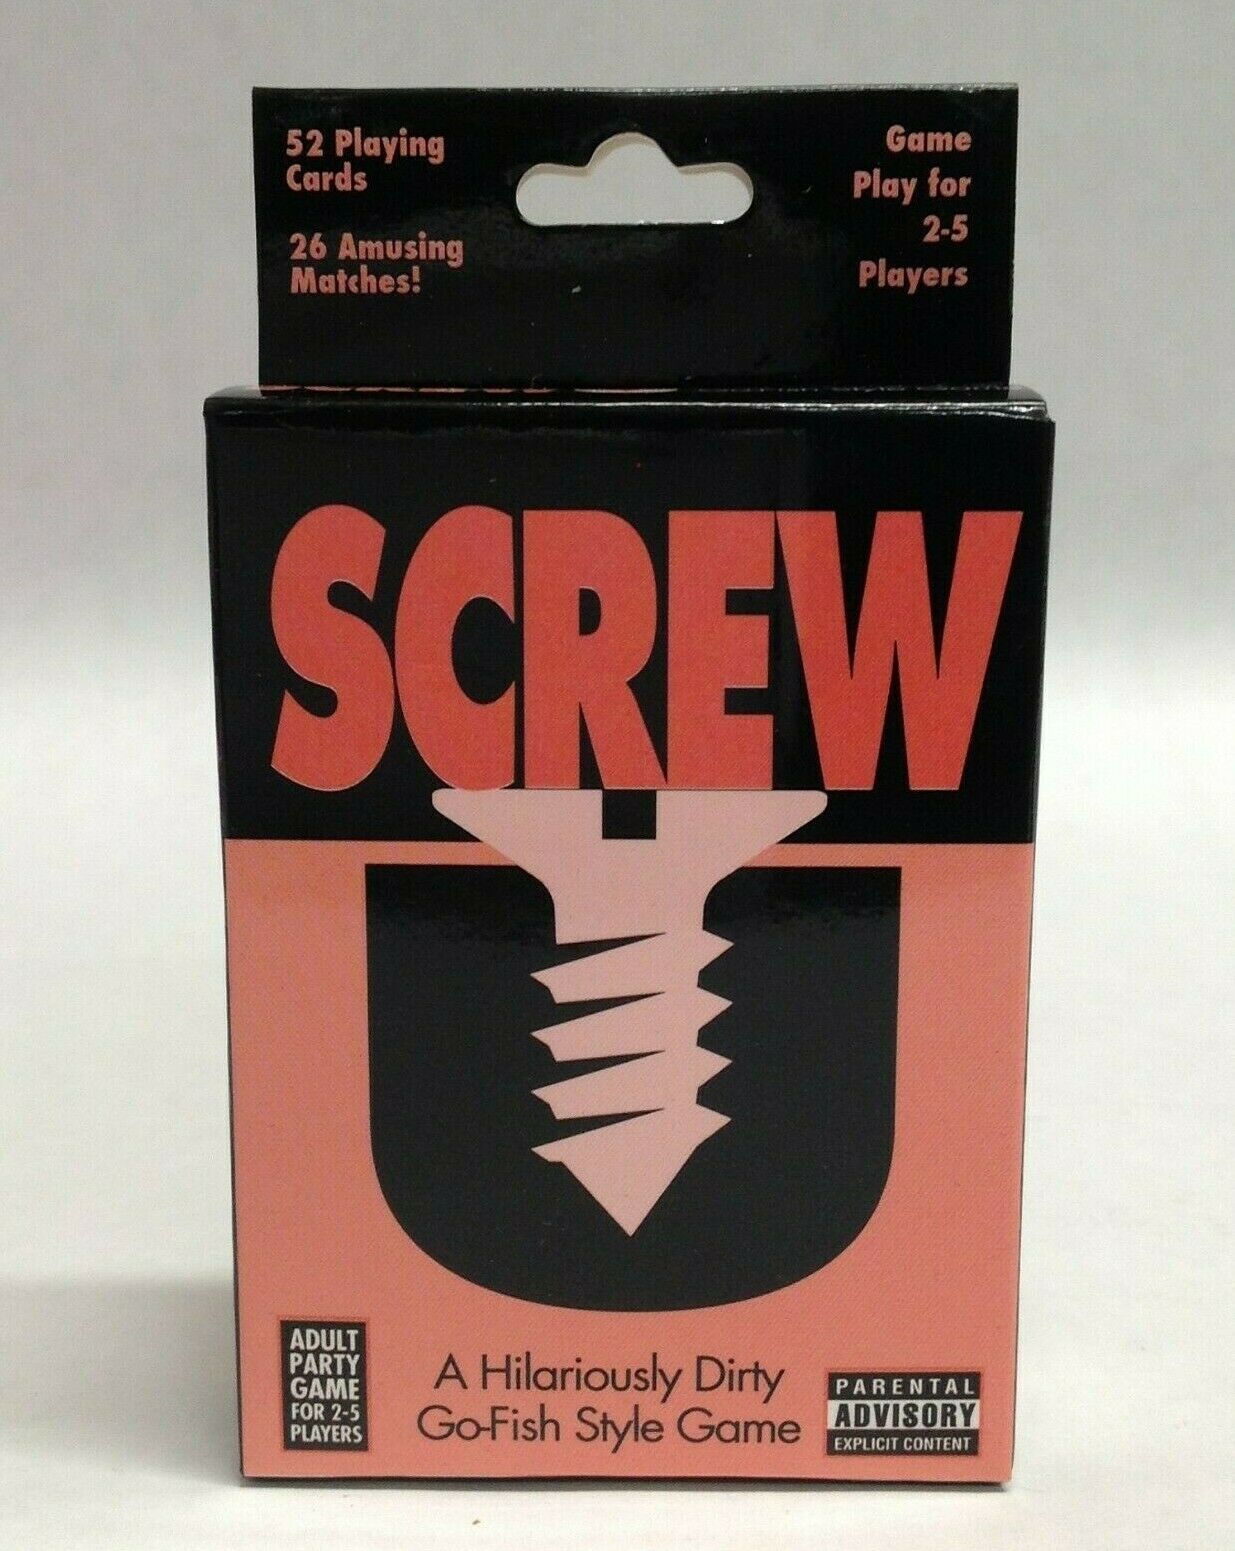 52 Playing
Cards
26 Amusing
Matches!
Game
Play for
2-5
Players
SCREW
U
ADULT
PARTY
GAME
FOR 2-5
PLAYERS
A Hilariously Dirty
Go-Fish Style Game
PARENTAL
ADVISORY
EXPLICIT CONTENT